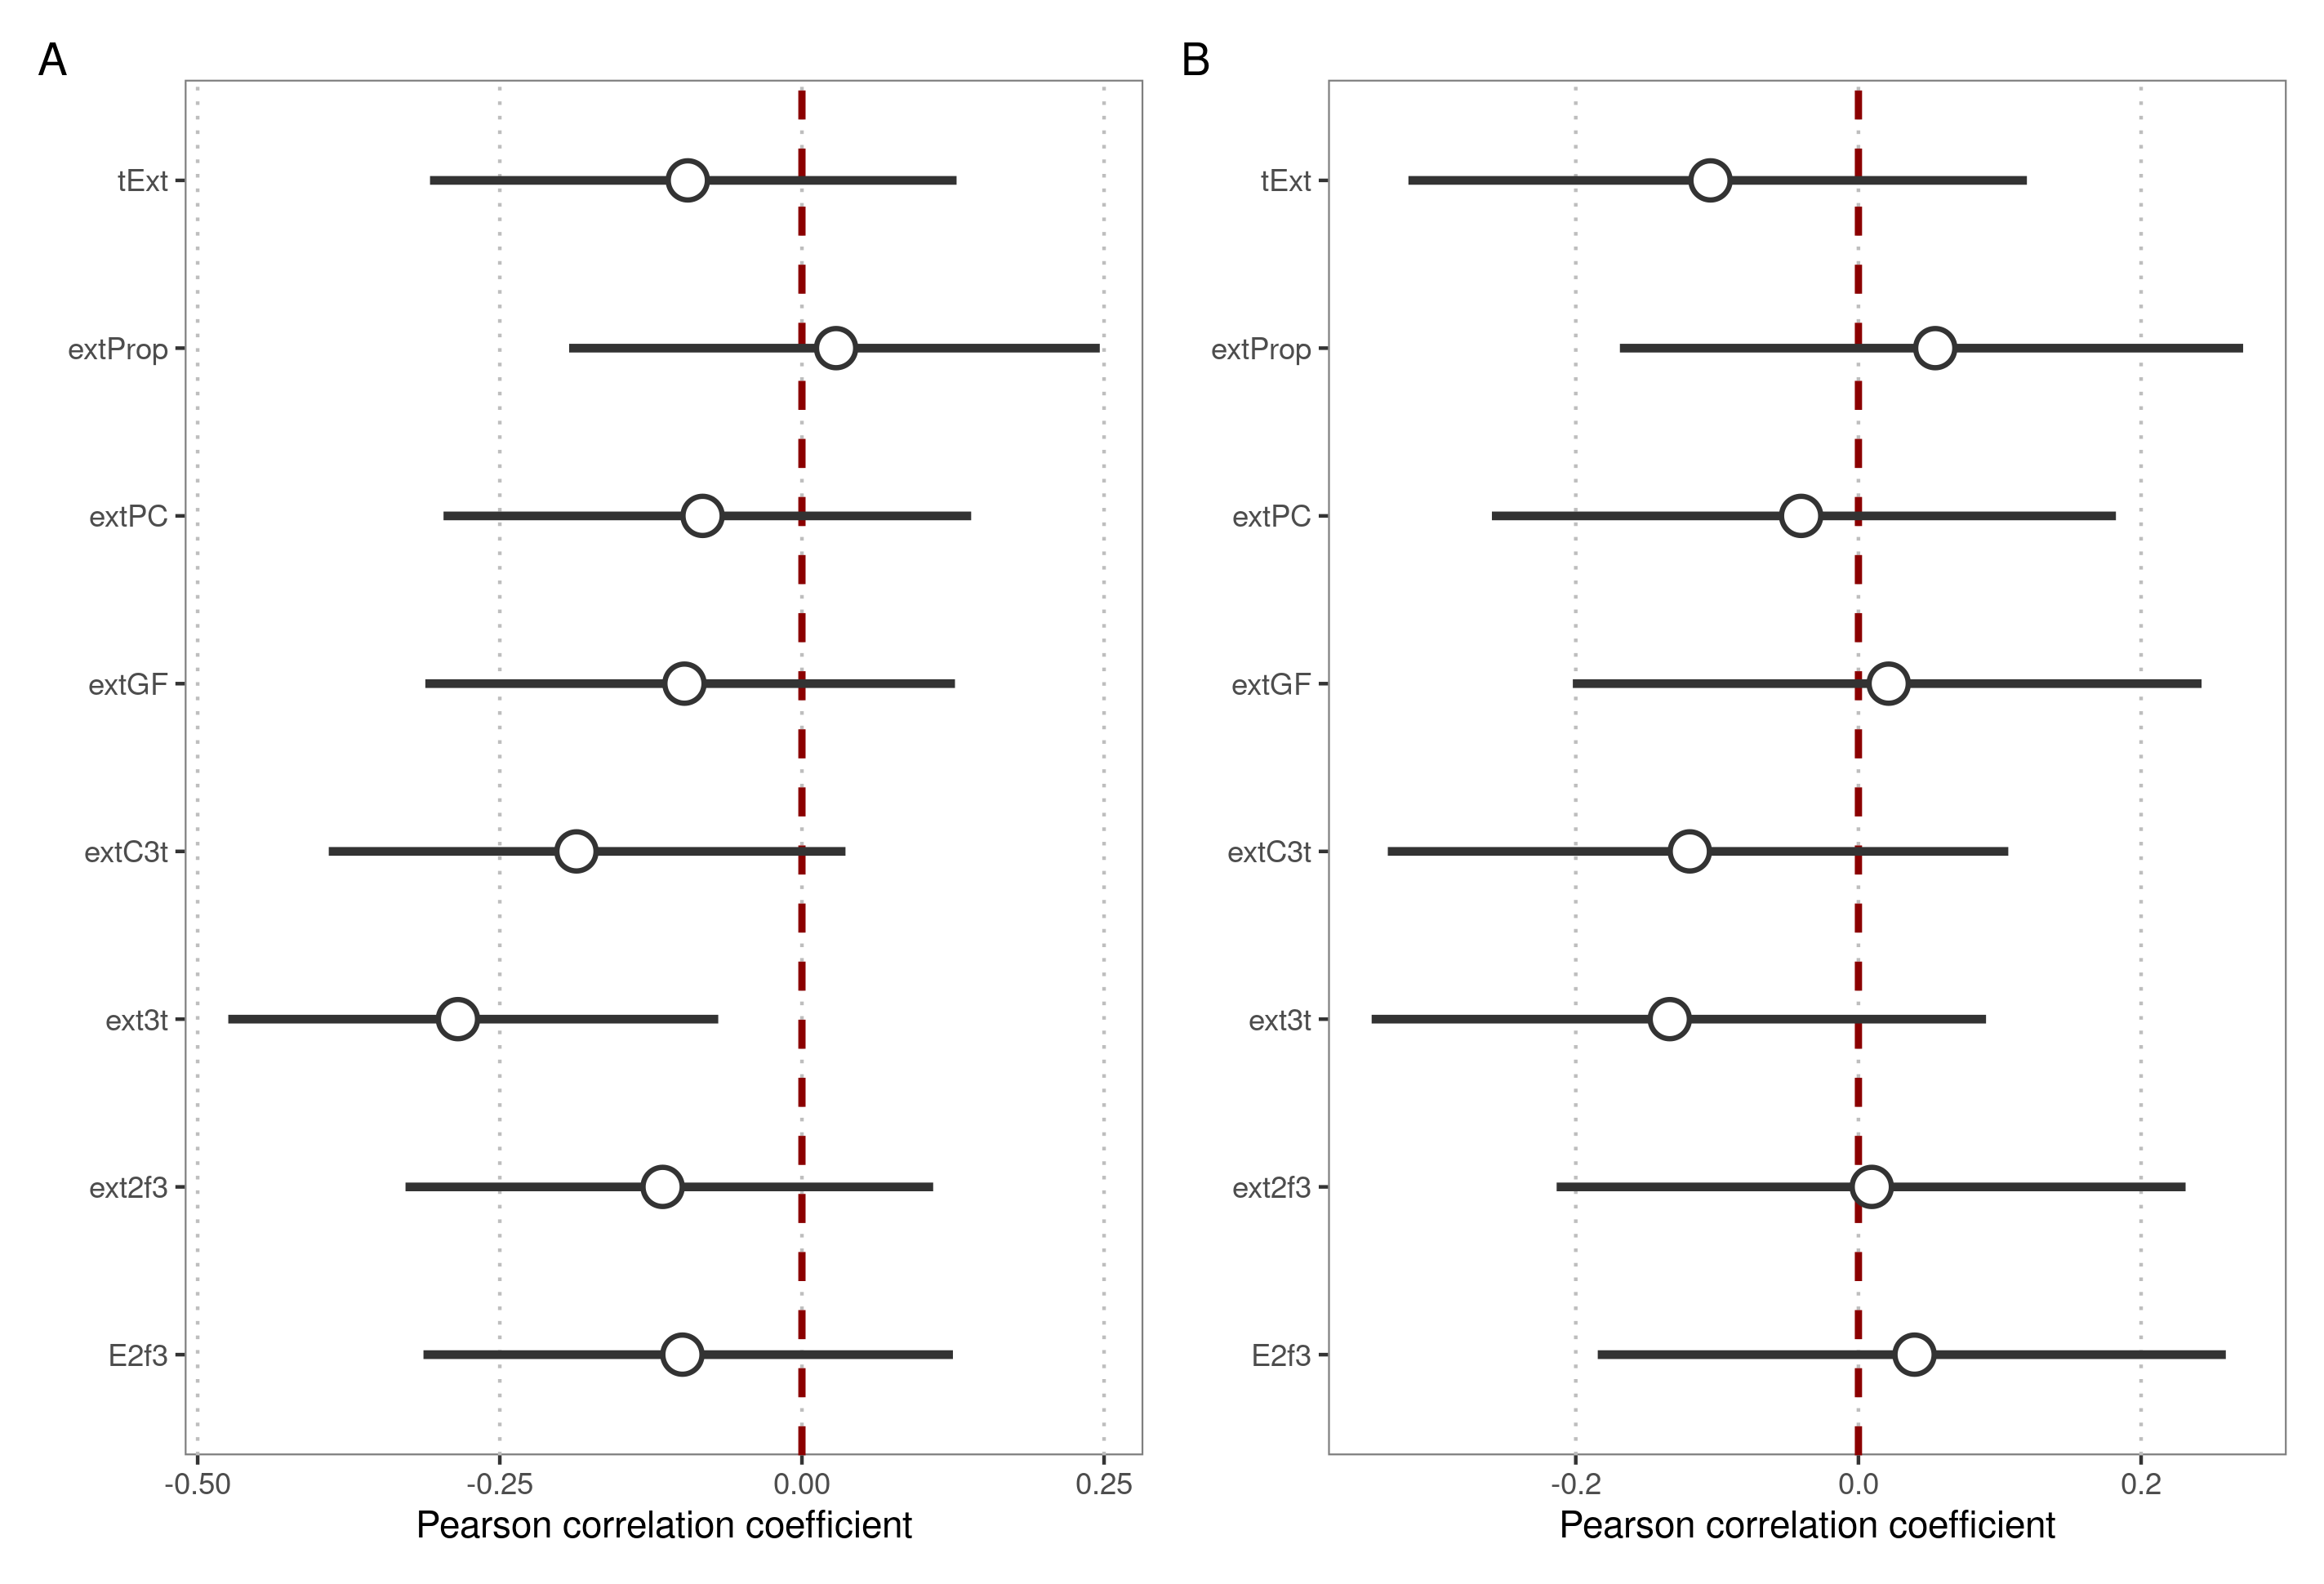 A
tExt
extProp
extPC
extGF
extC3t
ext3t
ext2f3
E2f3
-0.50 -0.25 0.00 0.25
Pearson correlation coefficient
B
tExt
extProp
extPC
extGF
extC3t
ext3t
ext2f3
E2f3
-0.2 0.0 0.2
Pearson correlation coefficient